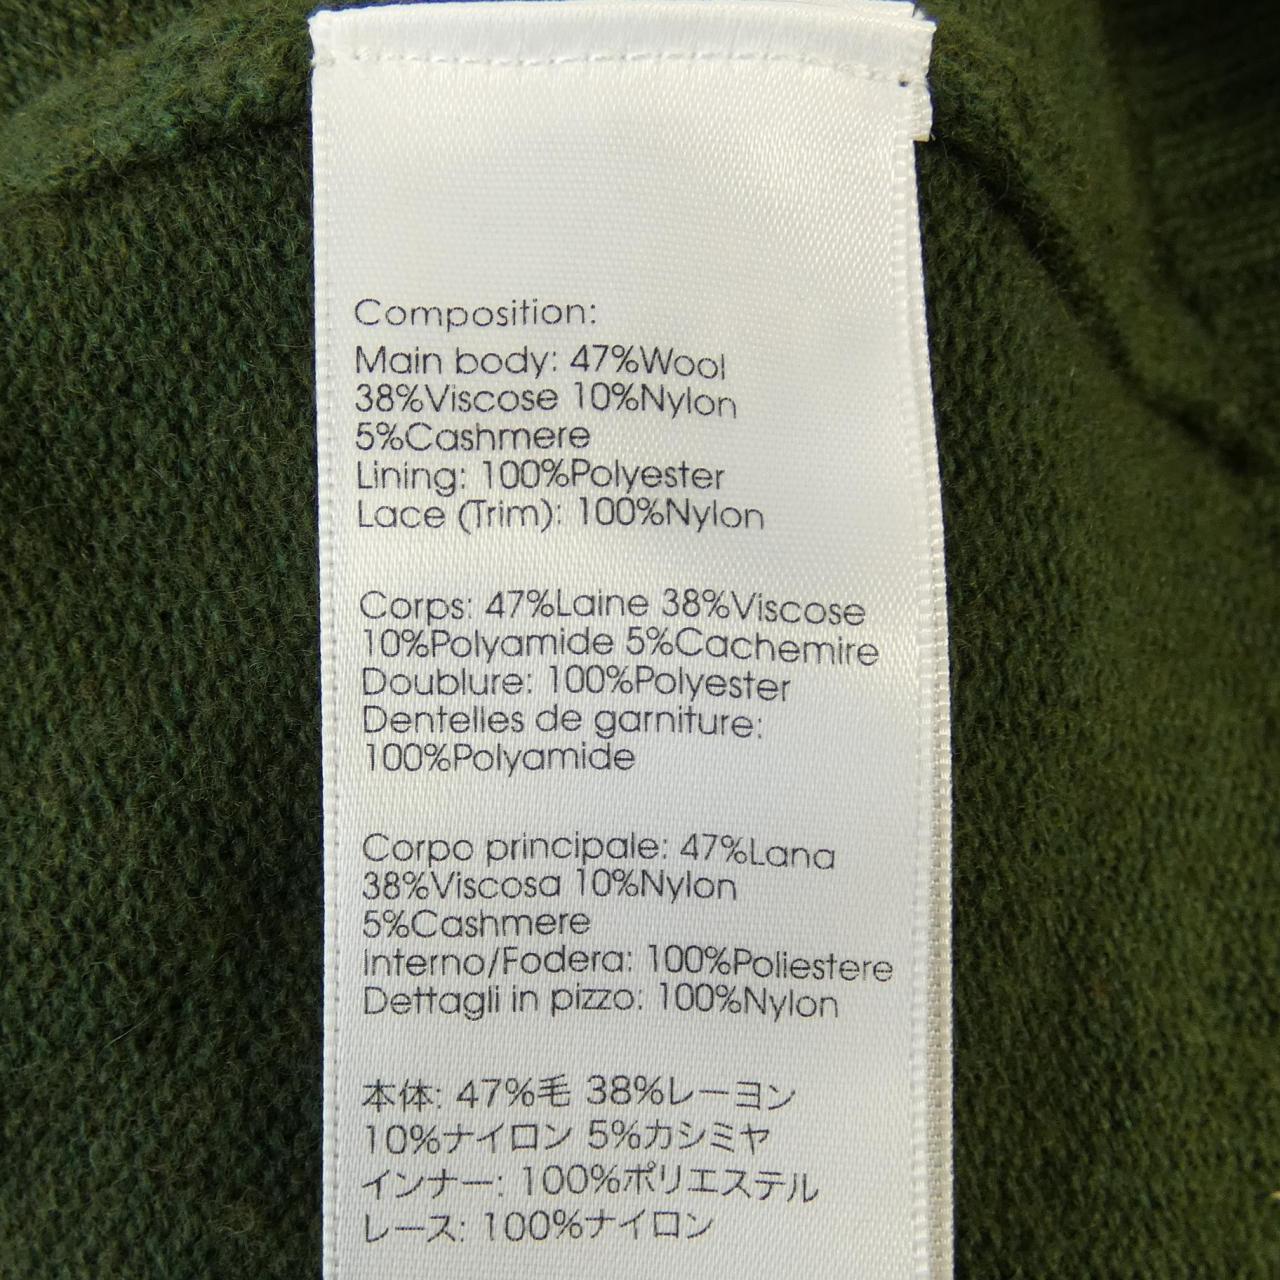 Composition:
Main body: 47%Wool
38%Viscose 10%Nylon
5%Cashmere
Lining: 100%Polyester
Lace (Trim): 100%Nylon
Corps: 47%Laine 38%Viscose
10%Polyamide 5%Cachemire
Doublure: 100%Polyester
Dentelles de garniture:
100%Polyamide
Corpo principale: 47%Lana
38%Viscosa 10%Nylon
5%Cashmere
Interno/Fodera: 100%Poliestere
Dettagli in pizzo: 100%Nylon
本体: 47%毛 38%レーヨン
10%ナイロン 5%カシミヤ
インナー: 100%ポリエステル
レース: 100%ナイロン